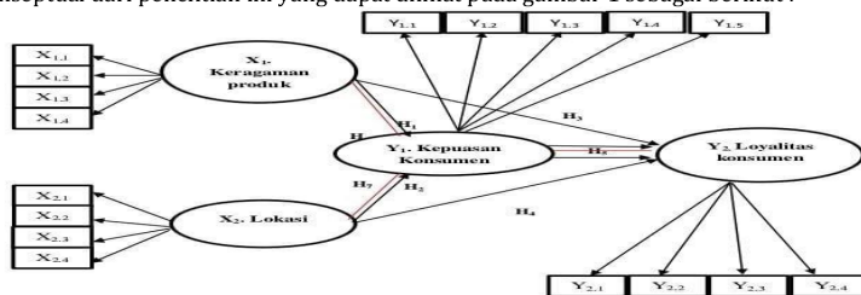 nseptual dari penelitian ini yang dapat dilihat pada gambar 1 sebagai berikut :
Y1.1 Y1.2 Y1.3 Y1.4 Y1.5
X1.1
X1.2
X1.3
X1.4
X1.
Keragaman
produk
H1
H
H3
Y1. Kepuasan
Konsumen
H5
Y2 Loyalitas
konsumen
H7
H2
X2.1
X2.2
X2.3
X2.4
X2. Lokasi
H4
Y2.1 Y2.2 Y2.3 Y2.4